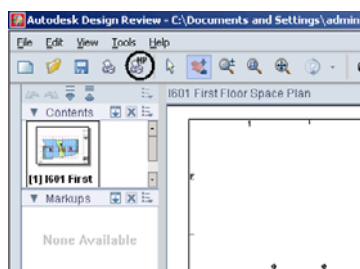 Autodesk Design Review - C:\Documents and Settings\admin
File Edit View Tools Help
HP
I601 First Floor Space Plan
Contents
[1] I601 First
Markups
None Available